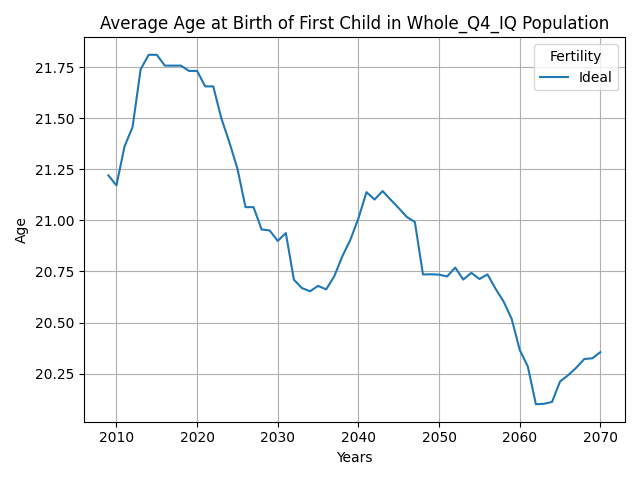 Average Age at Birth of First Child in Whole_Q4_IQ Population
Fertility
Ideal
21.75
21.50
21.25
21.00
20.75
20.50
20.25
Age
2010 2020 2030 2040 2050 2060 2070
Years